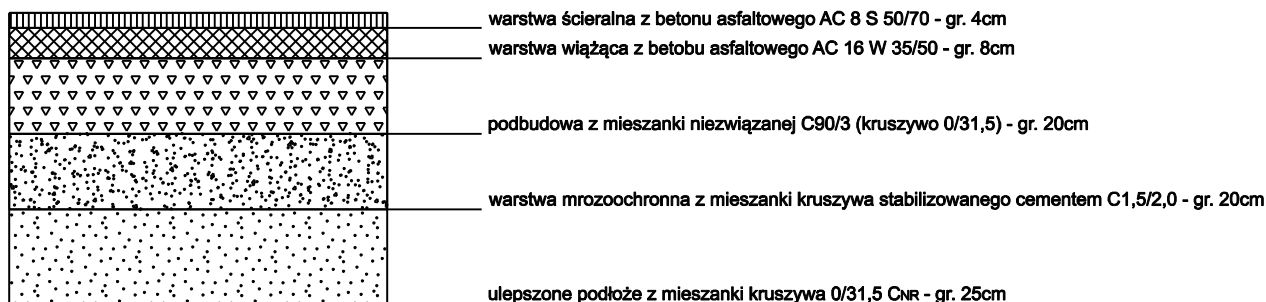 warstwa ścieralna z betonu asfaltowego AC 8 S 50/70 - gr. 4cm
warstwa wiążąca z betobu asfaltowego AC 16 W 35/50 - gr. 8cm
podbudowa z mieszanki niezwiązanej C90/3 (kruszywo 0/31,5) - gr. 20cm
warstwa mrozoochronna z mieszanki kruszywa stabilizowanego cementem C1,5/2,0 - gr. 20cm
ulepszone podłoże z mieszanki kruszywa 0/31,5 CNR - gr. 25cm